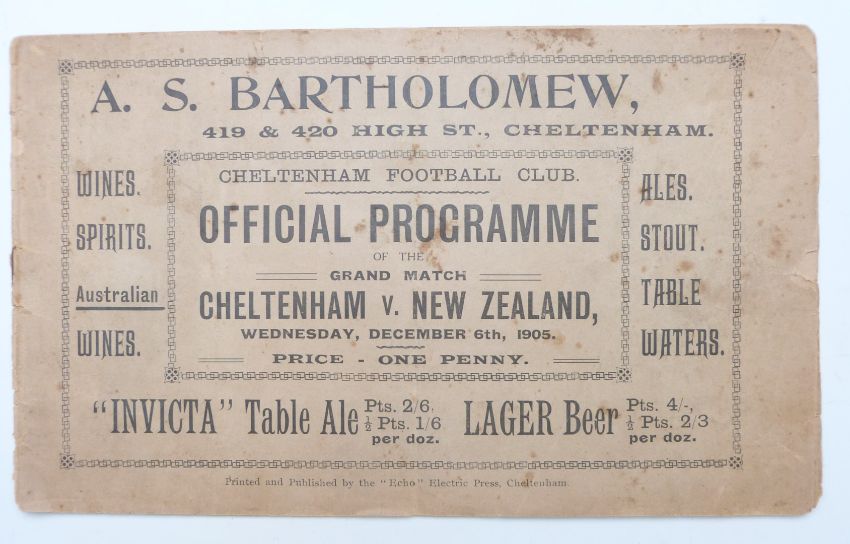 A. S. BARTHOLOMEW,
419 & 420 HIGH ST., CHELTENHAM.
WINES.
SPIRITS.
Australian
WINES.
CHELTENHAM FOOTBALL CLUB.
OFFICIAL PROGRAMME
OF THE
GRAND MATCH
CHELTENHAM v. NEW ZEALAND,
WEDNESDAY, DECEMBER 6th, 1905.
PRICE - ONE PENNY.
ALES.
STOUT.
TABLE
WATERS.
"INVICTA" Table Ale Pts. 2/6.
½ Pts. 1/6
per doz.
LAGER Beer Pts. 4/-,
½ Pts. 2/3
per doz.
Printed and Published by the "Echo" Electric Press, Cheltenham.